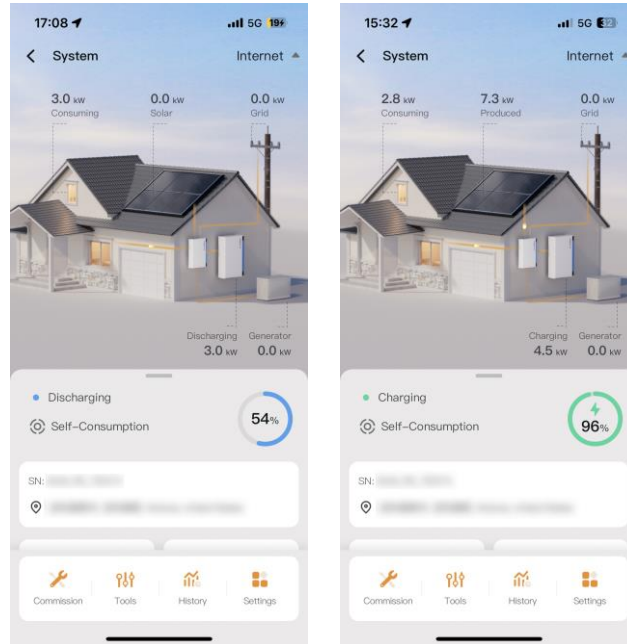 17:08
5G 19
System
Internet
3.0 kW
Consuming
0.0 kW
Solar
0.0 kW
Grid
Discharging
3.0 kW
Generator
0.0 kW
Discharging
Self-Consumption
54%
SN:
Commission
Tools
History
Settings
15:32
5G 32
System
Internet
2.8 kW
Consuming
7.3 kW
Produced
0.0 kW
Grid
Charging
4.5 kW
Generator
0.0 kW
Charging
Self-Consumption
96%
SN:
Commission
Tools
History
Settings